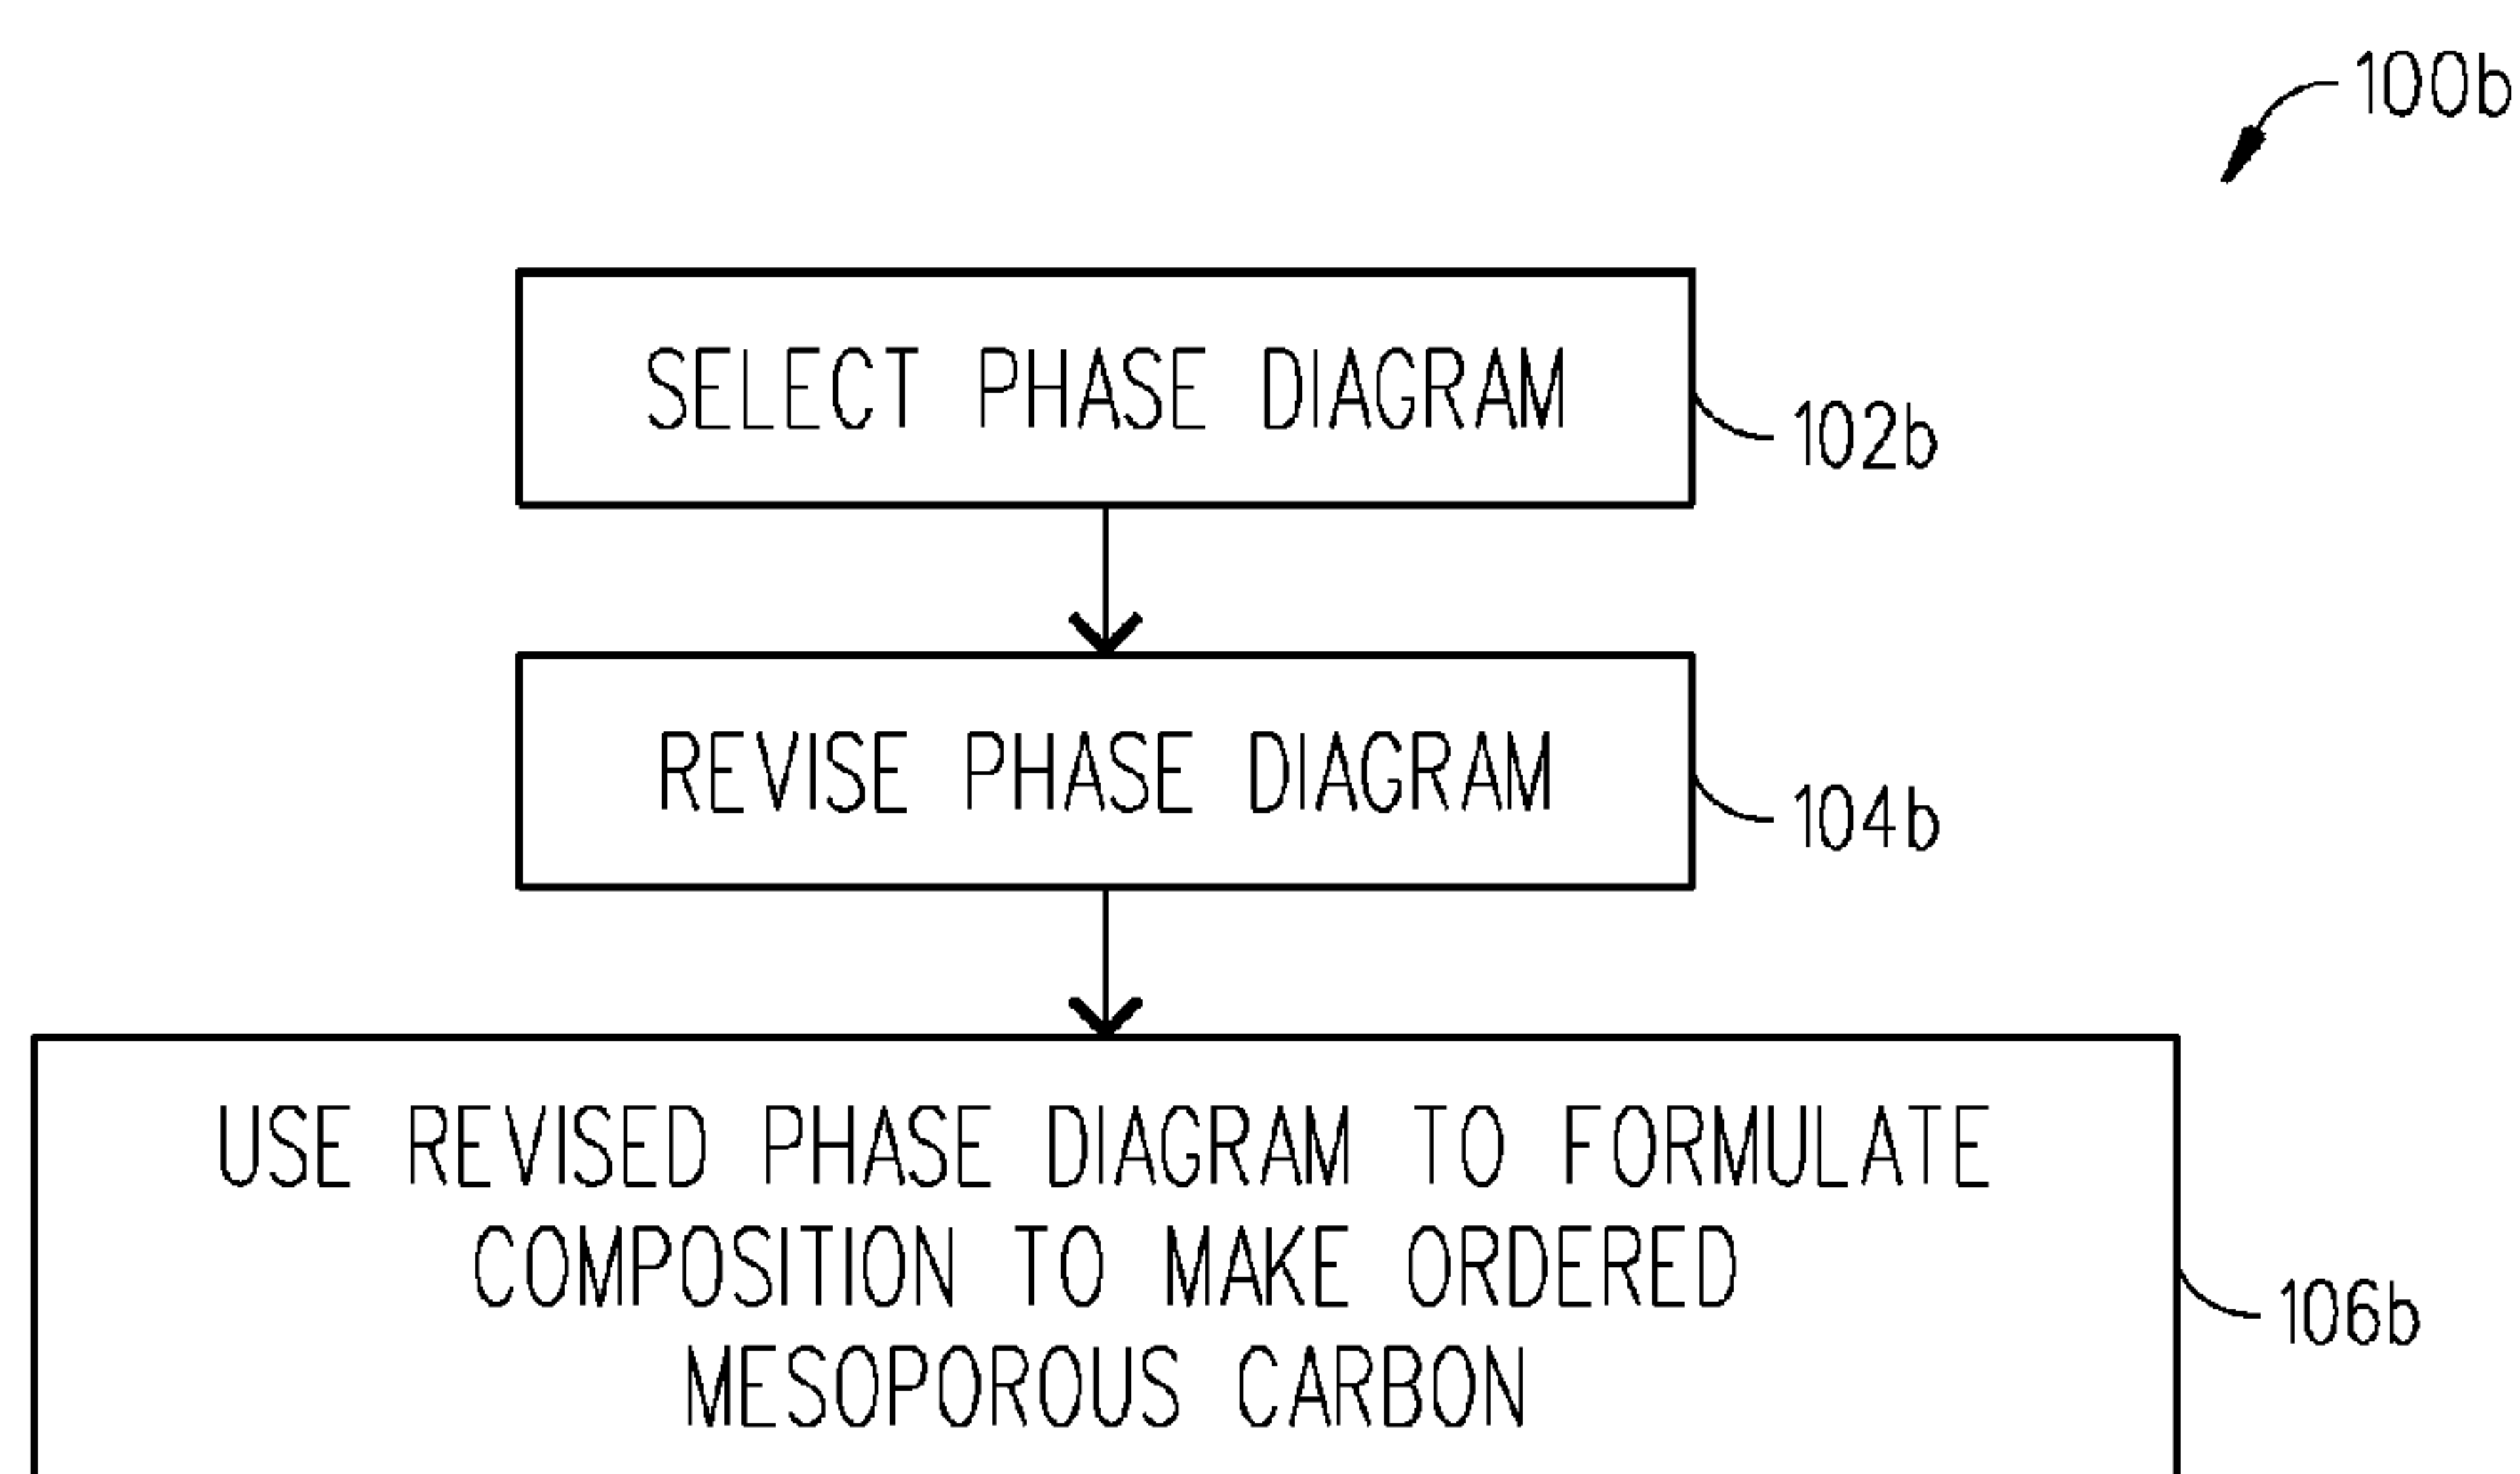 100b
SELECT PHASE DIAGRAM
102b
REVISE PHASE DIAGRAM
104b
USE REVISED PHASE DIAGRAM TO FORMULATE
COMPOSITION TO MAKE ORDERED
MESOPOROUS CARBON
106b